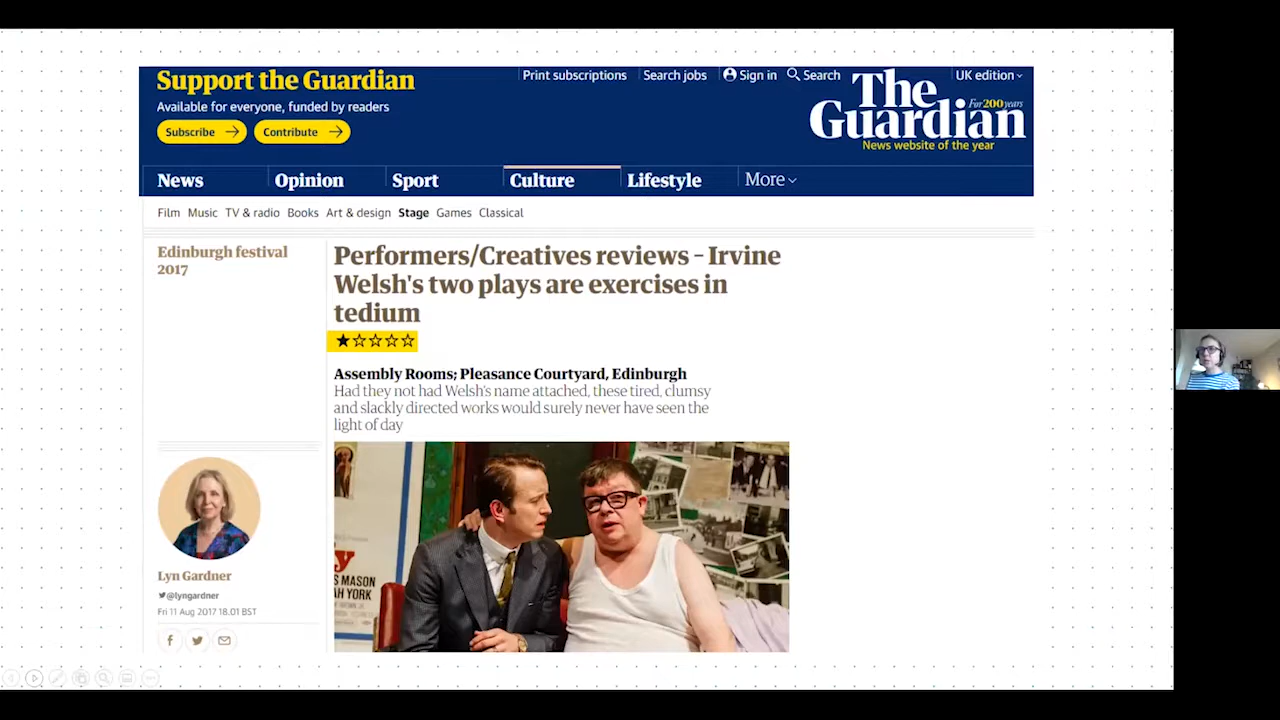 Support the Guardian
Available for everyone, funded by readers
Subscribe
Contribute
Print subscriptions
Search jobs
Sign in
Search
UK edition
The Guardian
For 200 years
News website of the year
News
Opinion
Sport
Culture
Lifestyle
More
Film Music TV & radio Books Art & design Stage Games Classical
Edinburgh festival
2017
Performers/Creatives reviews – Irvine
Welsh's two plays are exercises in
tedium
Assembly Rooms; Pleasance Courtyard, Edinburgh
Had they not had Welsh's name attached, these tired, clumsy
and slackly directed works would surely never have seen the
light of day
Lyn Gardner
@lyngardner
Fri 11 Aug 2017 18.01 BST
S MASON
AH YORK